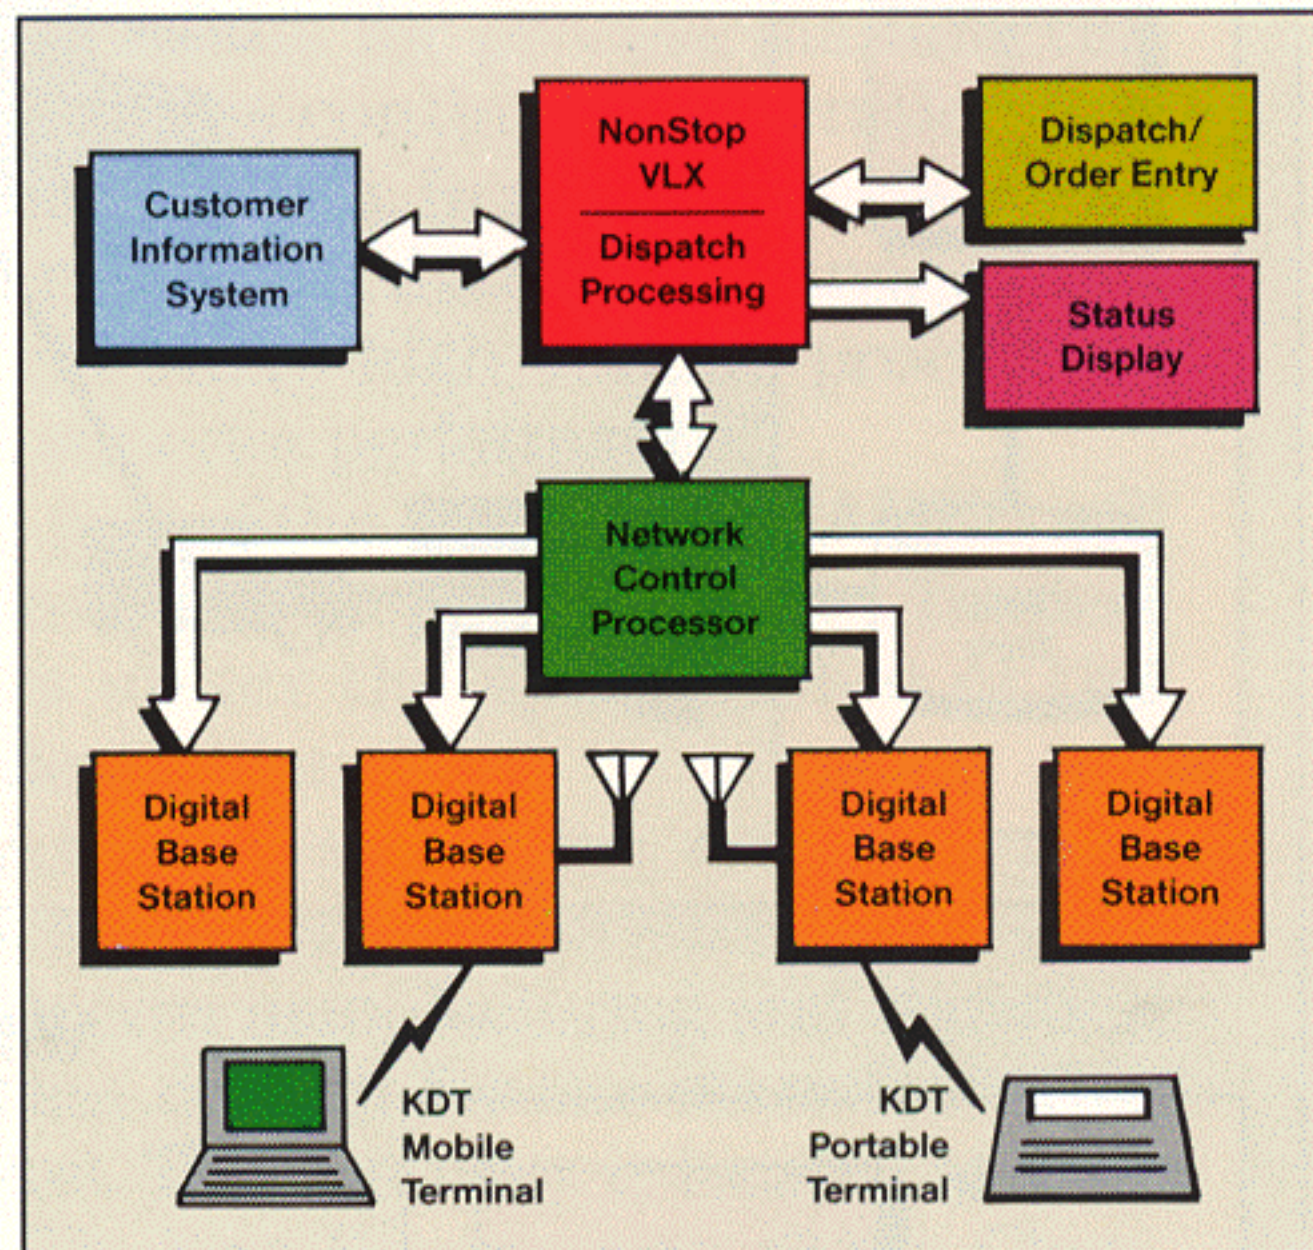 NonStop
VLX
Dispatch
Processing
Dispatch/
Order Entry
Customer
Information
System
Status
Display
Network
Control
Processor
Digital
Base
Station
Digital
Base
Station
Digital
Base
Station
Digital
Base
Station
KDT
Mobile
Terminal
KDT
Portable
Terminal